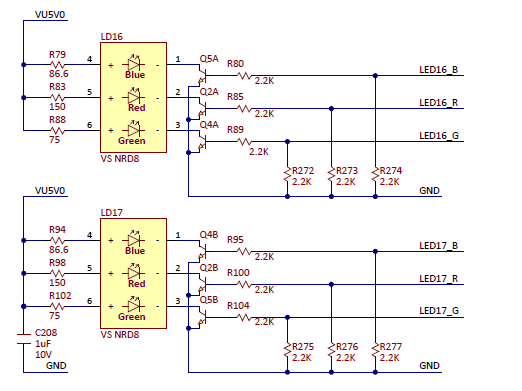 VU5V0
LD16
R79 4 + Blue - 1 Q5A R80 LED16_B
86.6 2.2K
R83 5 + Red - 2 Q2A R85 LED16_R
150 2.2K
R88 6 + Green - 3 Q4A R89 LED16_G
75 2.2K
VS NRD8
R272 R273 R274
2.2K 2.2K 2.2K
VU5V0 GND
LD17
R94 4 + Blue - 1 Q4B R95 LED17_B
86.6 2.2K
R98 5 + Red - 2 Q2B R100 LED17_R
150 2.2K
R102 6 + Green - 3 Q5B R104 LED17_G
75 2.2K
VS NRD8
C208
1uF R275 R276 R277
10V 2.2K 2.2K 2.2K
GND GND